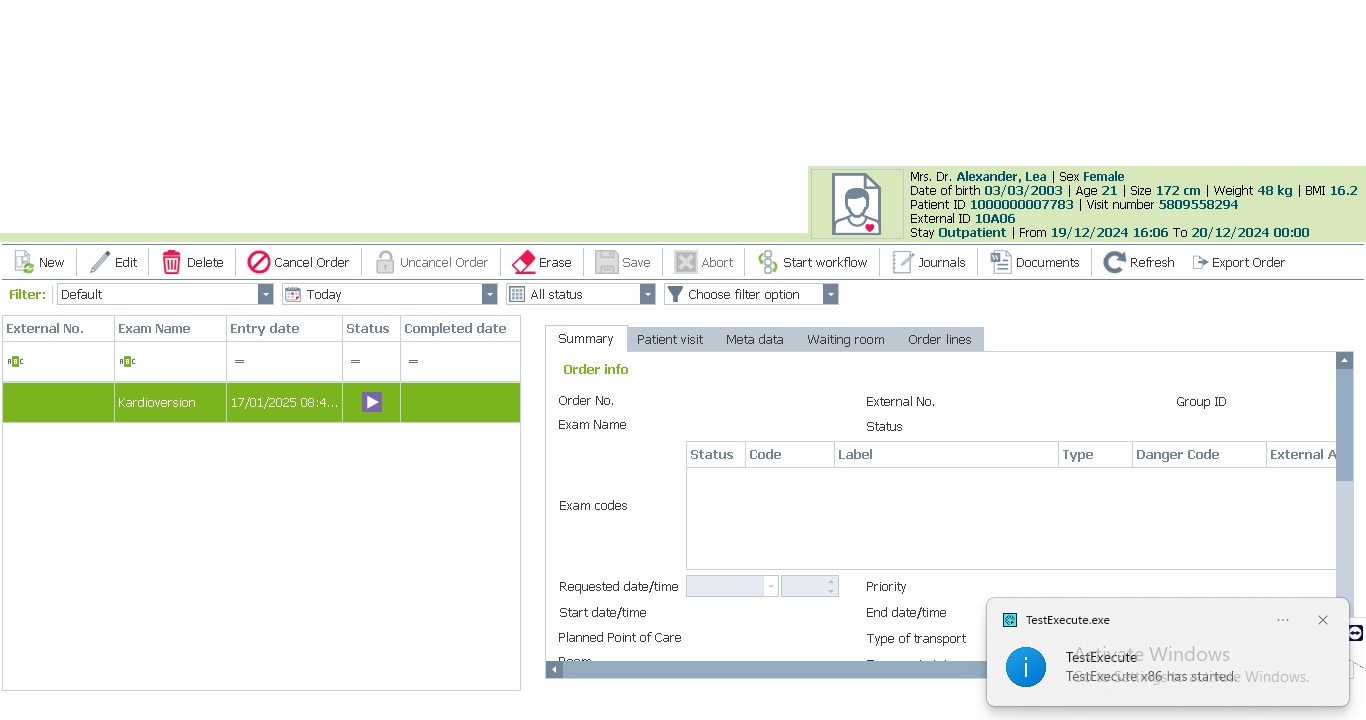 Mrs. Dr. Alexander, Lea | Sex Female
Date of birth 03/03/2003 | Age 21 | Size 172 cm | Weight 48 kg | BMI 16.2
Patient ID 1000000007783 | Visit number 5809558294
External ID 10A06
Stay Outpatient | From 19/12/2024 16:06 To 20/12/2024 00:00
New Edit Delete Cancel Order Uncancel Order Erase Save Abort Start workflow Journals Documents Refresh Export Order
Filter: Default Today All status Choose filter option
External No. Exam Name Entry date Status Completed date
ABC ABC = = =
Kardioversion 17/01/2025 08:4...
Summary Patient visit Meta data Waiting room Order lines
Order info
Order No. External No. Group ID
Exam Name Status
Status Code Label Type Danger Code External A
Exam codes
Requested date/time Priority
Start date/time End date/time
Planned Point of Care Type of transport
Room
TestExecute.exe
TestExecute
TestExecute x86 has started.
Activate Windows
Go to Settings to activate Windows.